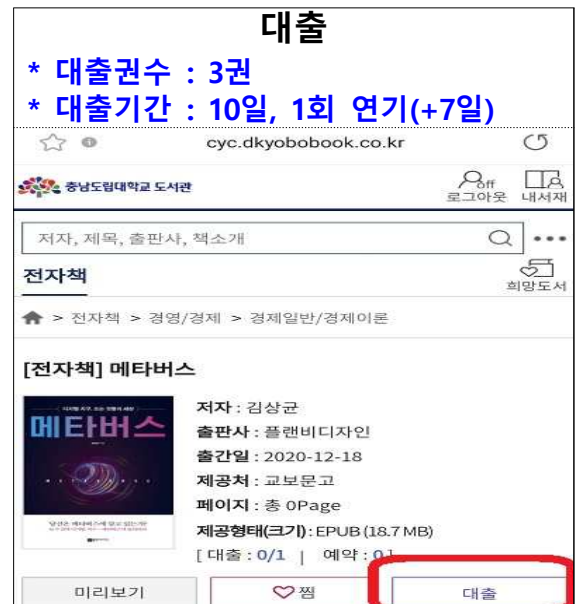 대출
* 대출권수 : 3권
* 대출기간 : 10일, 1회 연기(+7일)
cyc.dkyobobook.co.kr
충남도립대학교 도서관
off
로그아웃 내서재
저자, 제목, 출판사, 책소개
전자책
희망도서
> 전자책 > 경영/경제 > 경제일반/경제이론
[전자책] 메타버스
메타버스
저자 : 김상균
출판사 : 플랜비디자인
출간일 : 2020-12-18
제공처 : 교보문고
페이지 : 총 0Page
제공형태(크기) : EPUB (18.7 MB)
[ 대출 : 0/1 | 예약 : 0 ]
미리보기
찜
대출